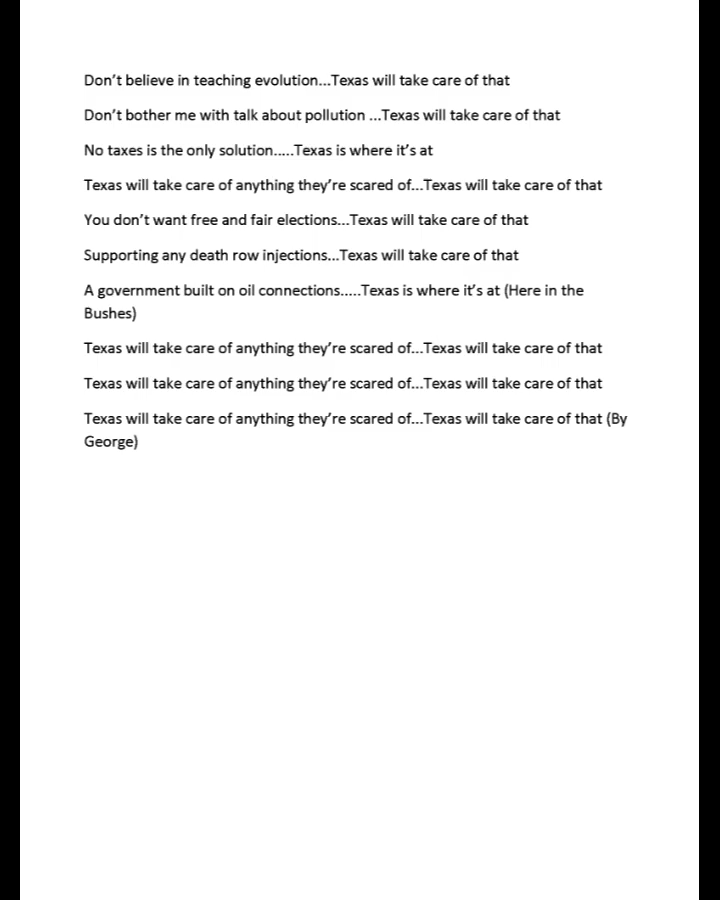 Don’t believe in teaching evolution...Texas will take care of that
Don’t bother me with talk about pollution ...Texas will take care of that
No taxes is the only solution.....Texas is where it’s at
Texas will take care of anything they’re scared of...Texas will take care of that
You don’t want free and fair elections...Texas will take care of that
Supporting any death row injections...Texas will take care of that
A government built on oil connections.....Texas is where it’s at (Here in the
Bushes)
Texas will take care of anything they’re scared of...Texas will take care of that
Texas will take care of anything they’re scared of...Texas will take care of that
Texas will take care of anything they’re scared of...Texas will take care of that (By
George)